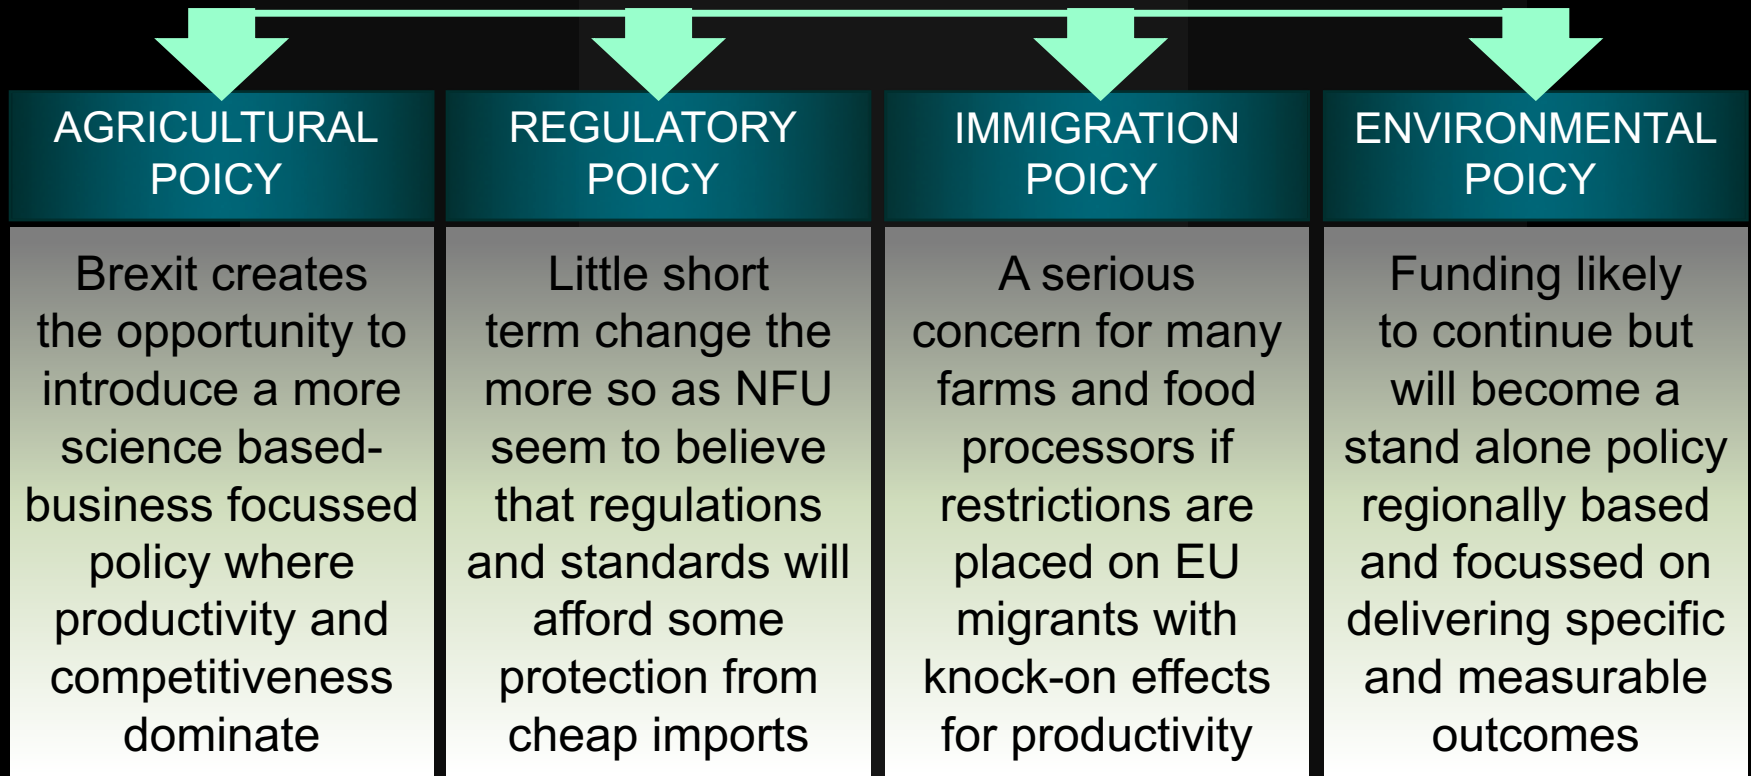 AGRICULTURAL
POICY
Brexit creates
the opportunity to
introduce a more
science based-
business focussed
policy where
productivity and
competitiveness
dominate
REGULATORY
POICY
Little short
term change the
more so as NFU
seem to believe
that regulations
and standards will
afford some
protection from
cheap imports
IMMIGRATION
POICY
A serious
concern for many
farms and food
processors if
restrictions are
placed on EU
migrants with
knock-on effects
for productivity
ENVIRONMENTAL
POICY
Funding likely
to continue but
will become a
stand alone policy
regionally based
and focussed on
delivering specific
and measurable
outcomes